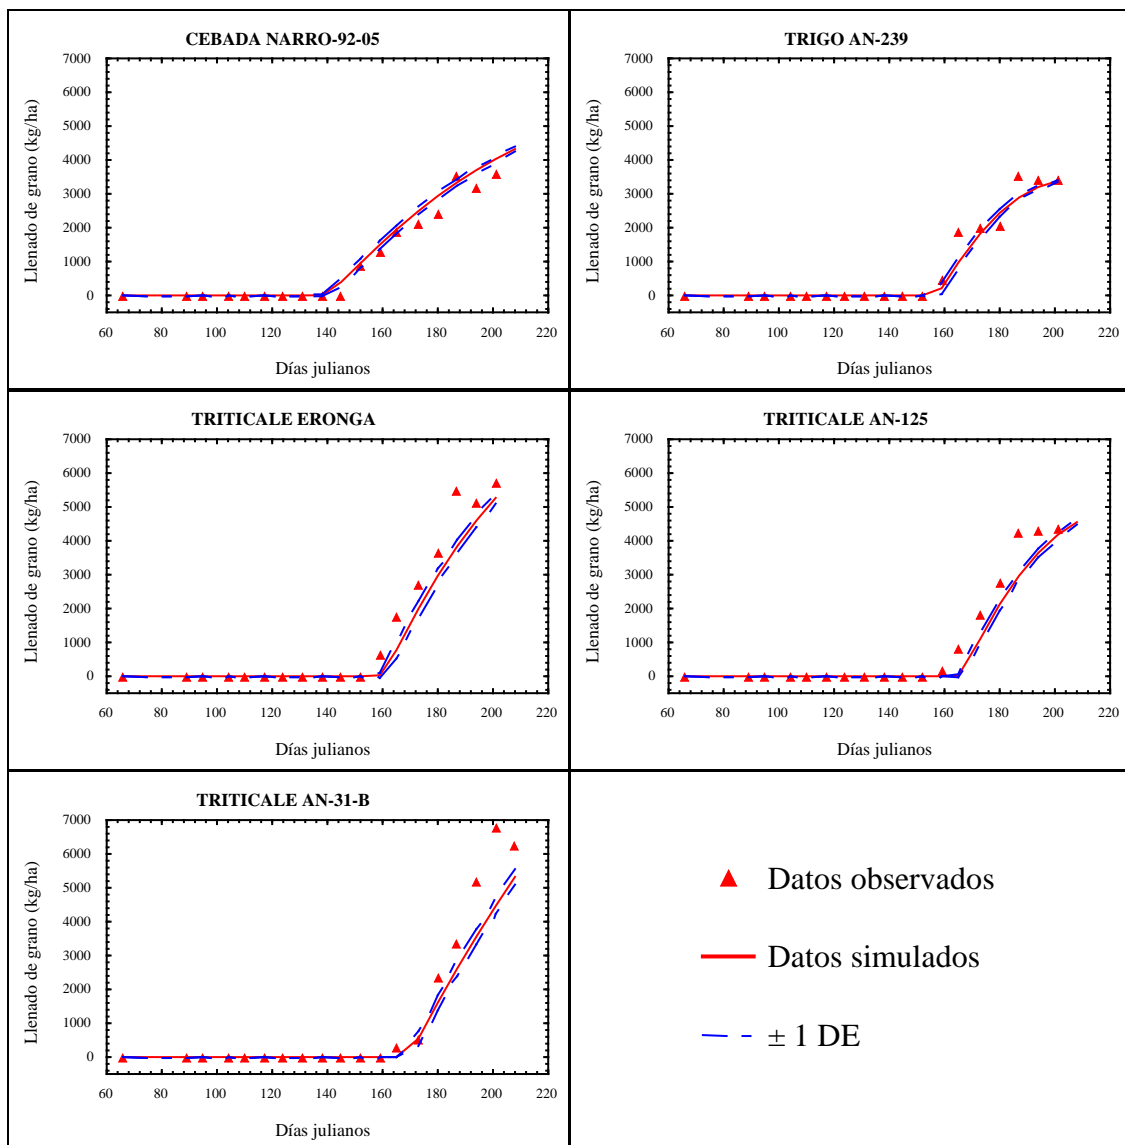 CEBADA NARRO-92-05
7000
6000
5000
4000
3000
2000
1000
0
Llenado de grano (kg/ha)
60 80 100 120 140 160 180 200 220
Días julianos
TRIGO AN-239
7000
6000
5000
4000
3000
2000
1000
0
Llenado de grano (kg/ha)
60 80 100 120 140 160 180 200 220
Días julianos
TRITICALE ERONGA
7000
6000
5000
4000
3000
2000
1000
0
Llenado de grano (kg/ha)
60 80 100 120 140 160 180 200 220
Días julianos
TRITICALE AN-125
7000
6000
5000
4000
3000
2000
1000
0
Llenado de grano (kg/ha)
60 80 100 120 140 160 180 200 220
Días julianos
TRITICALE AN-31-B
7000
6000
5000
4000
3000
2000
1000
0
Llenado de grano (kg/ha)
60 80 100 120 140 160 180 200 220
Días julianos
Datos observados
Datos simulados
± 1 DE